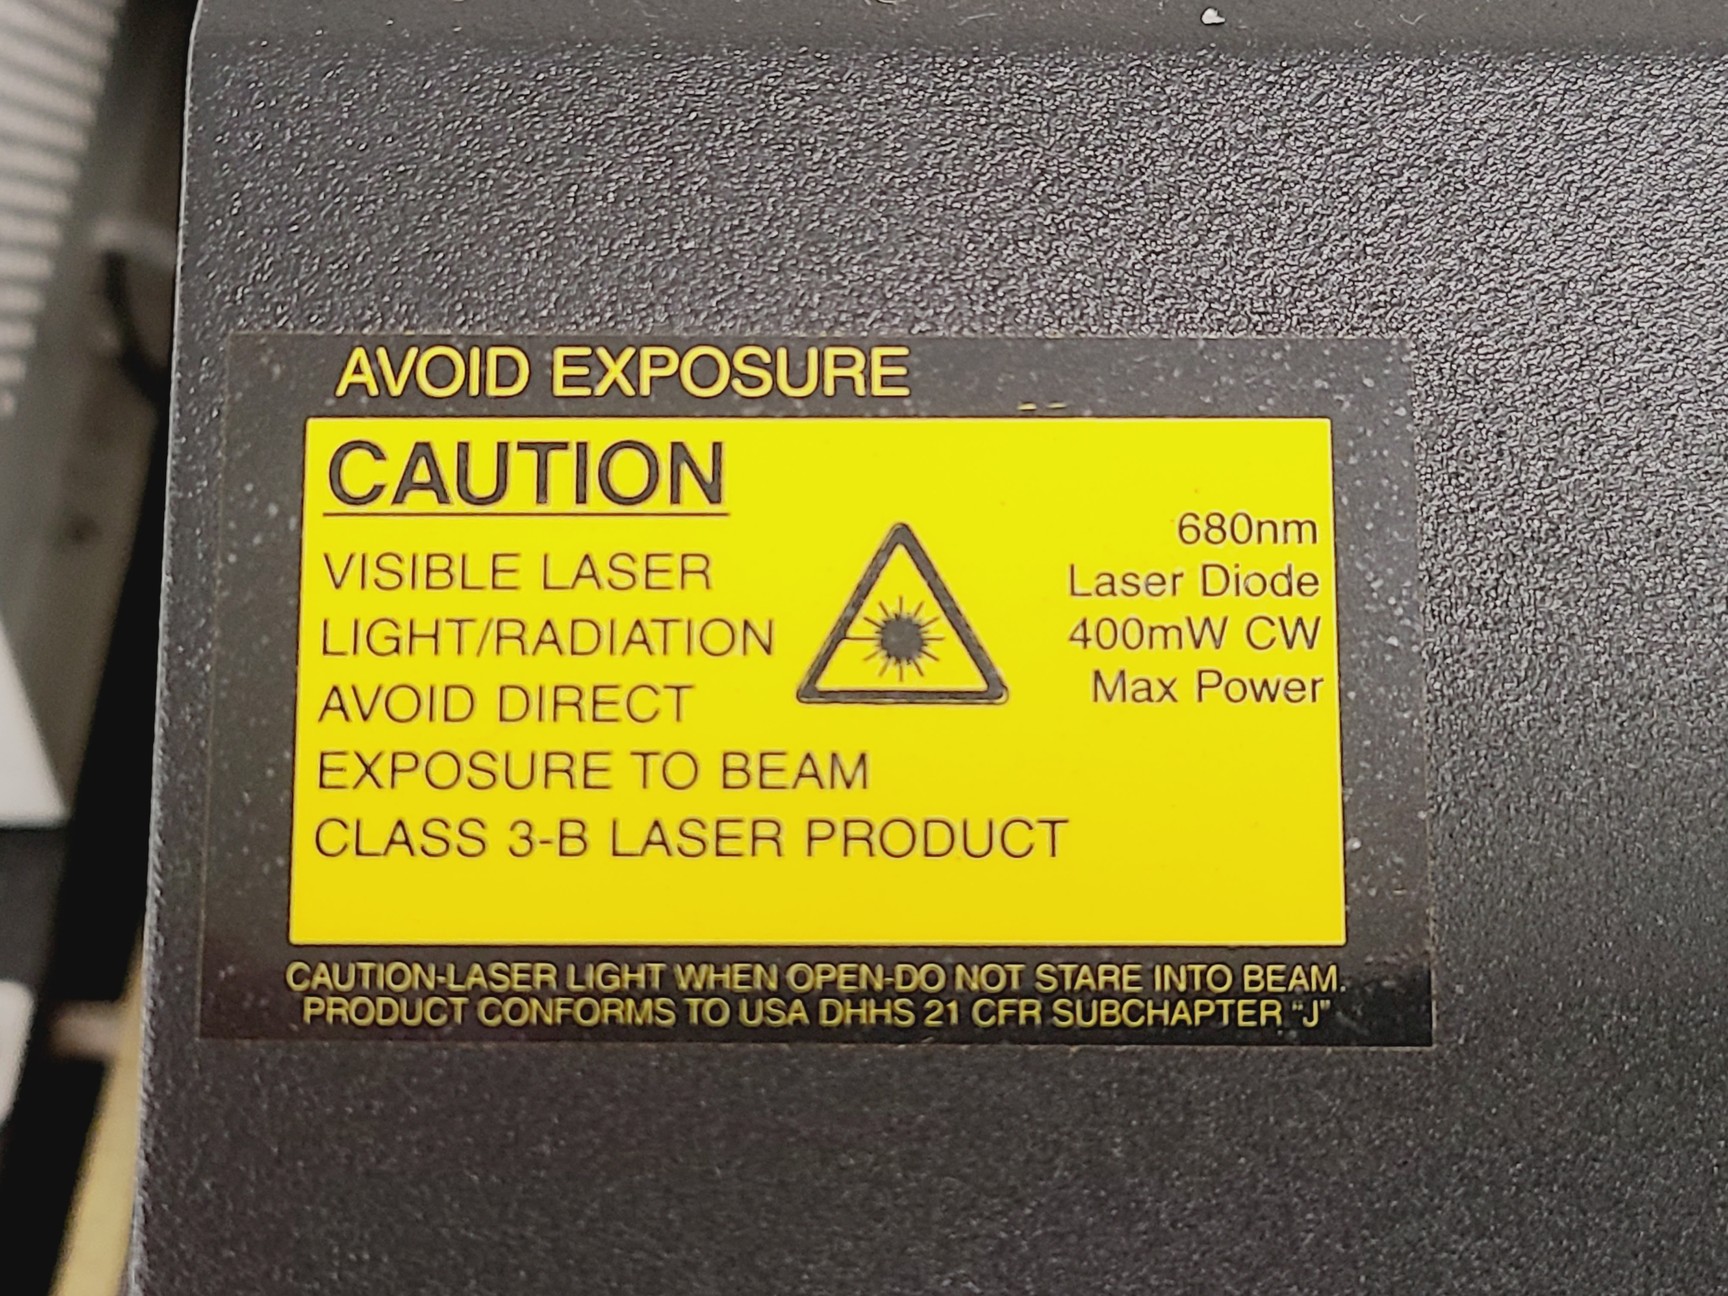 AVOID EXPOSURE
CAUTION
VISIBLE LASER
LIGHT/RADIATION
AVOID DIRECT
EXPOSURE TO BEAM
CLASS 3-B LASER PRODUCT
680nm
Laser Diode
400mW CW
Max Power
CAUTION-LASER LIGHT WHEN OPEN-DO NOT STARE INTO BEAM.
PRODUCT CONFORMS TO USA DHHS 21 CFR SUBCHAPTER “J”